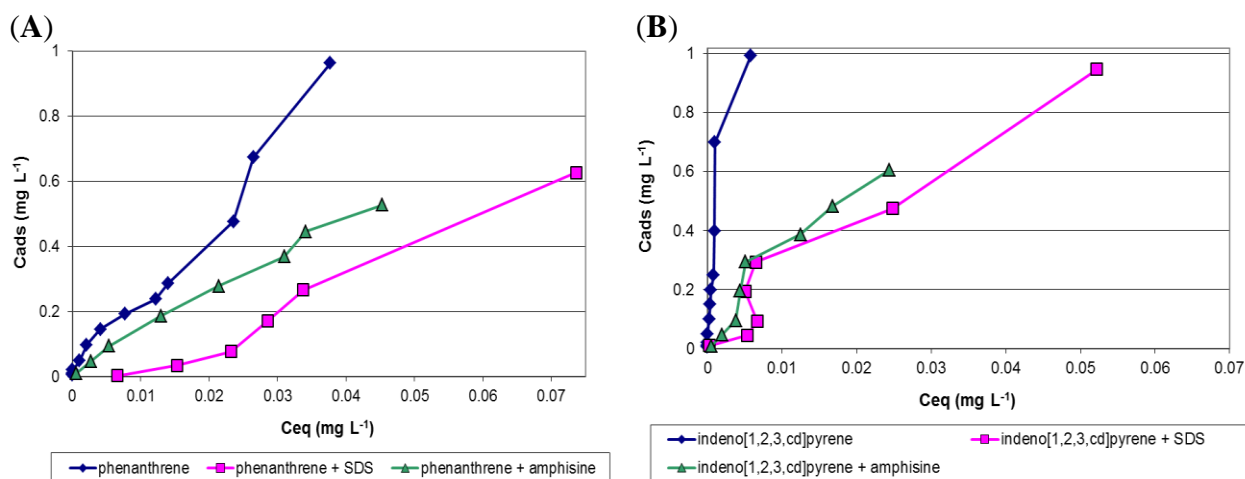 (A)
1
0.8
0.6
0.4
0.2
0
Cads (mg L-1)
0 0.01 0.02 0.03 0.04 0.05 0.06 0.07
Ceq (mg L-1)
phenanthrene phenanthrene + SDS phenanthrene + amphisine
(B)
1
0.8
0.6
0.4
0.2
0
Cads (mg L-1)
0 0.01 0.02 0.03 0.04 0.05 0.06 0.07
Ceq (mg L-1)
indeno[1,2,3,cd]pyrene indeno[1,2,3,cd]pyrene + SDS
indeno[1,2,3,cd]pyrene + amphisine